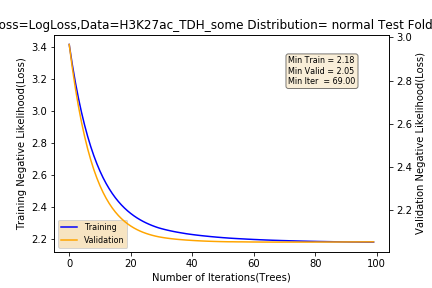 oss=LogLoss,Data=H3K27ac_TDH_some Distribution= normal Test Fold
Min Train = 2.18
Min Valid = 2.05
Min Iter = 69.00
Training Negative Likelihood(Loss)
3.4
3.2
3.0
2.8
2.6
2.4
2.2
Validation Negative Likelihood(Loss)
3.0
2.8
2.6
2.4
2.2
Training
Validation
0
20
40
60
80
100
Number of Iterations(Trees)